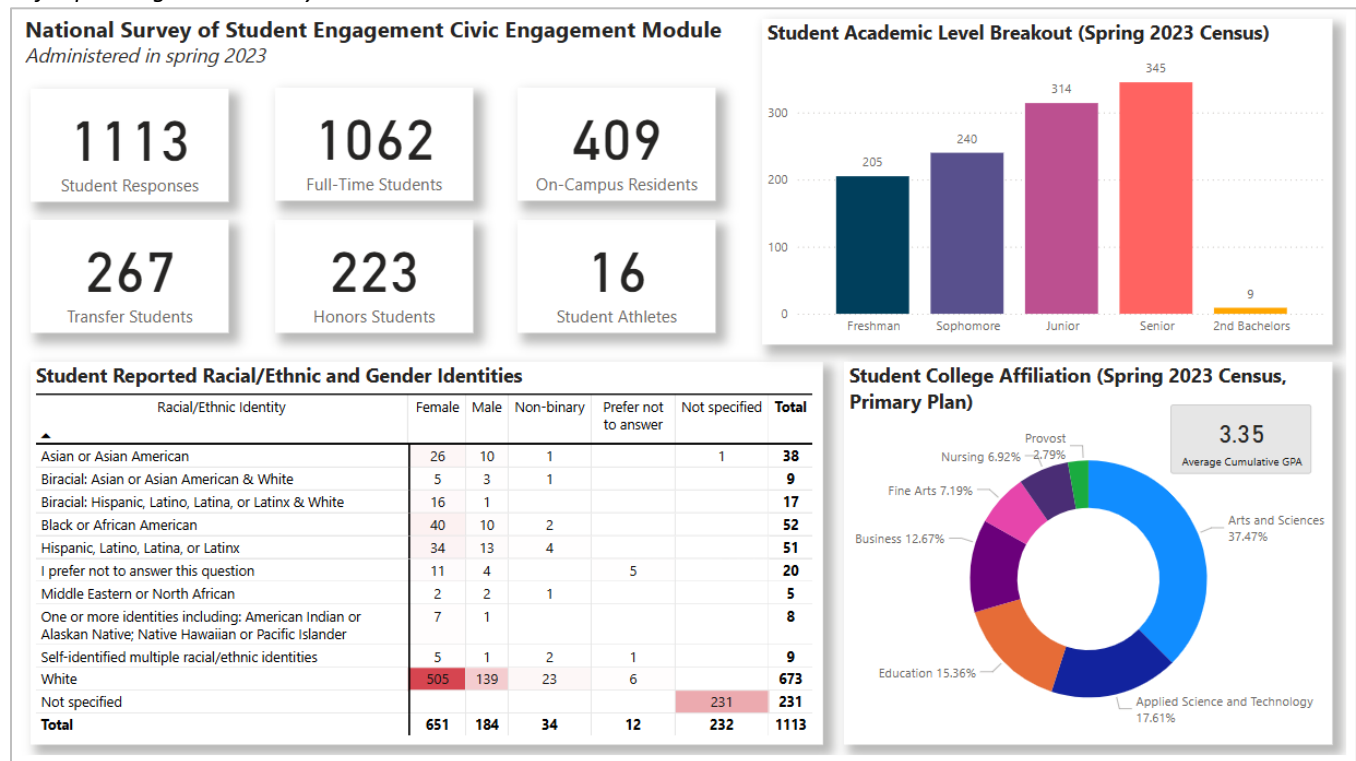 National Survey of Student Engagement Civic Engagement Module
Administered in spring 2023
1113
Student Responses
1062
Full-Time Students
409
On-Campus Residents
267
Transfer Students
223
Honors Students
16
Student Athletes
Student Academic Level Breakout (Spring 2023 Census)
345
314
300
240
205
200
100
9
0
Freshman Sophomore Junior Senior 2nd Bachelors
Student Reported Racial/Ethnic and Gender Identities
Racial/Ethnic Identity Female Male Non-binary Prefer not to answer Not specified Total
Asian or Asian American 26 10 1 1 38
Biracial: Asian or Asian American & White 5 3 1 9
Biracial: Hispanic, Latino, Latina, or Latinx & White 16 1 17
Black or African American 40 10 2 52
Hispanic, Latino, Latina, or Latinx 34 13 4 51
I prefer not to answer this question 11 4 5 20
Middle Eastern or North African 2 2 1 5
One or more identities including: American Indian or
Alaskan Native; Native Hawaiian or Pacific Islander 7 1 8
Self-identified multiple racial/ethnic identities 5 1 2 1 9
White 505 139 23 6 673
Not specified 231 231
Total 651 184 34 12 232 1113
Student College Affiliation (Spring 2023 Census,
Primary Plan)
3.35
Average Cumulative GPA
Provost
2.79%
Nursing 6.92%
Fine Arts 7.19%
Business 12.67%
Education 15.36%
Arts and Sciences
37.47%
Applied Science and Technology
17.61%